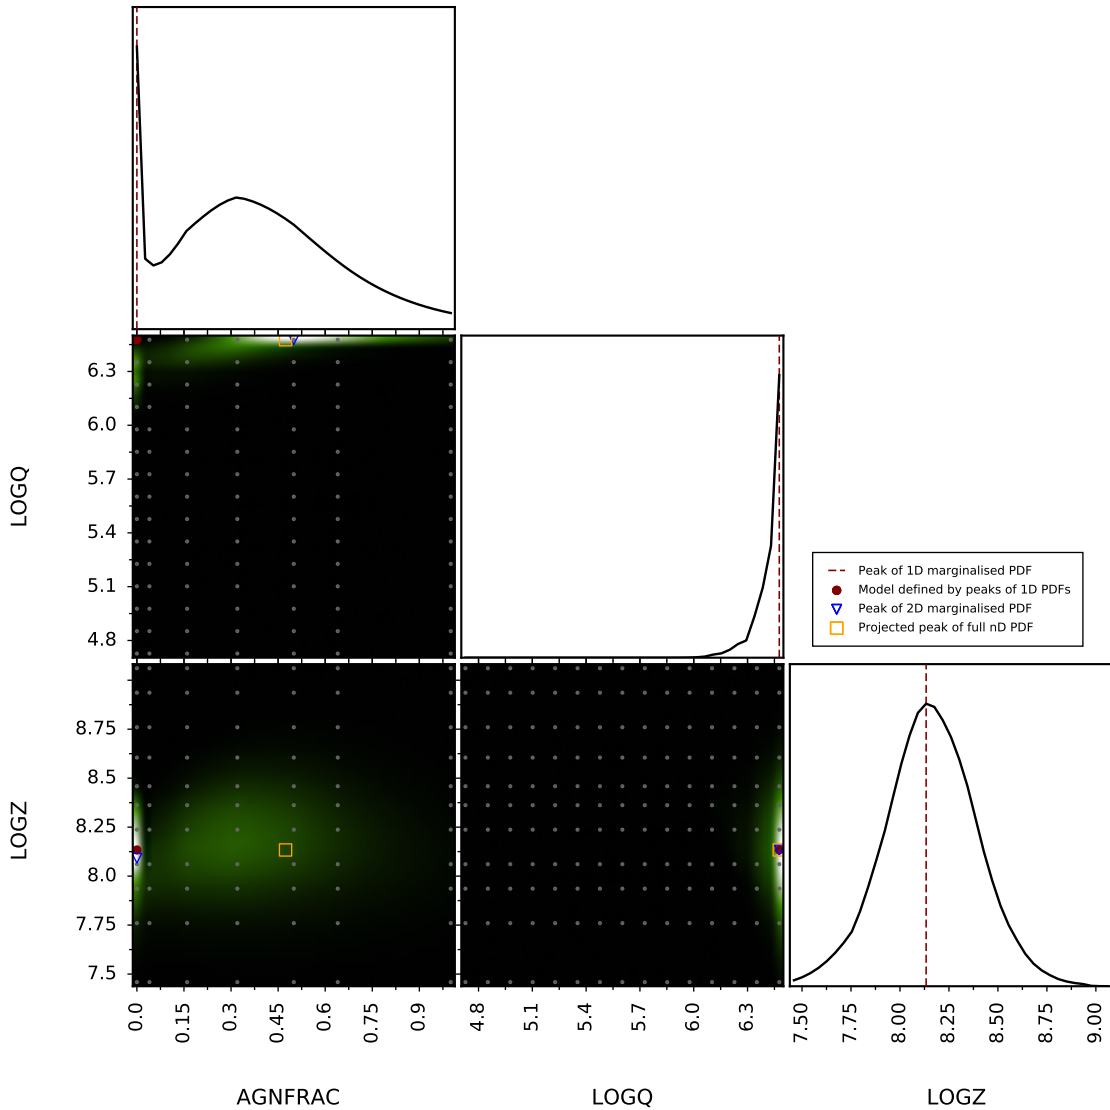 LOGQ
6.3
6.0
5.7
5.4
5.1
4.8
Peak of 1D marginalised PDF
Model defined by peaks of 1D PDFs
Peak of 2D marginalised PDF
Projected peak of full nD PDF
LOGZ
8.75
8.5
8.25
8.0
7.75
7.5
0.0 0.15 0.3 0.45 0.6 0.75 0.9
4.8 5.1 5.4 5.7 6.0 6.3
7.50 7.75 8.00 8.25 8.50 8.75 9.00
AGNFRAC LOGQ LOGZ